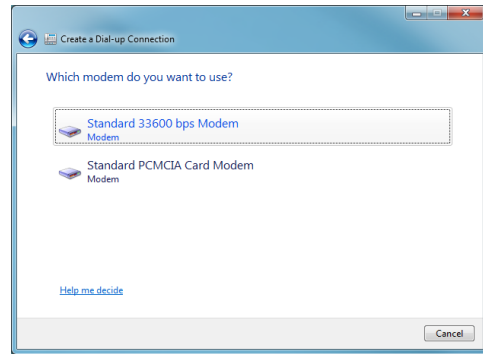 Create a Dial-up Connection
Which modem do you want to use?
Standard 33600 bps Modem
Modem
Standard PCMCIA Card Modem
Modem
Help me decide
Cancel